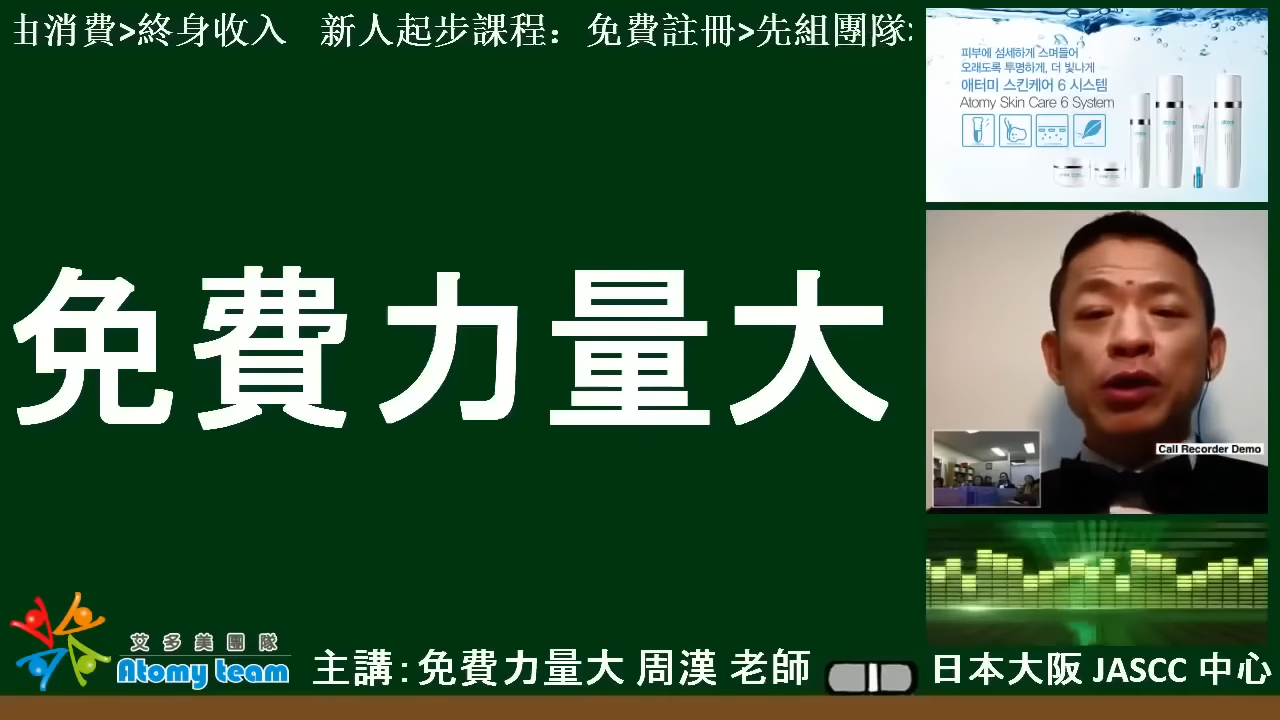 由消費>終身收入 新人起步課程：免費註冊>先組團隊
피부에 섬세하게 스며들어
오래도록 투명하게, 더 빛나게
애터미 스킨케어 6 시스템
Atomy Skin Care 6 System
免費力量大
Call Recorder Demo
艾多美團隊
Atomy team
主講：免費力量大 周漢 老師
日本大阪 JASCC 中心